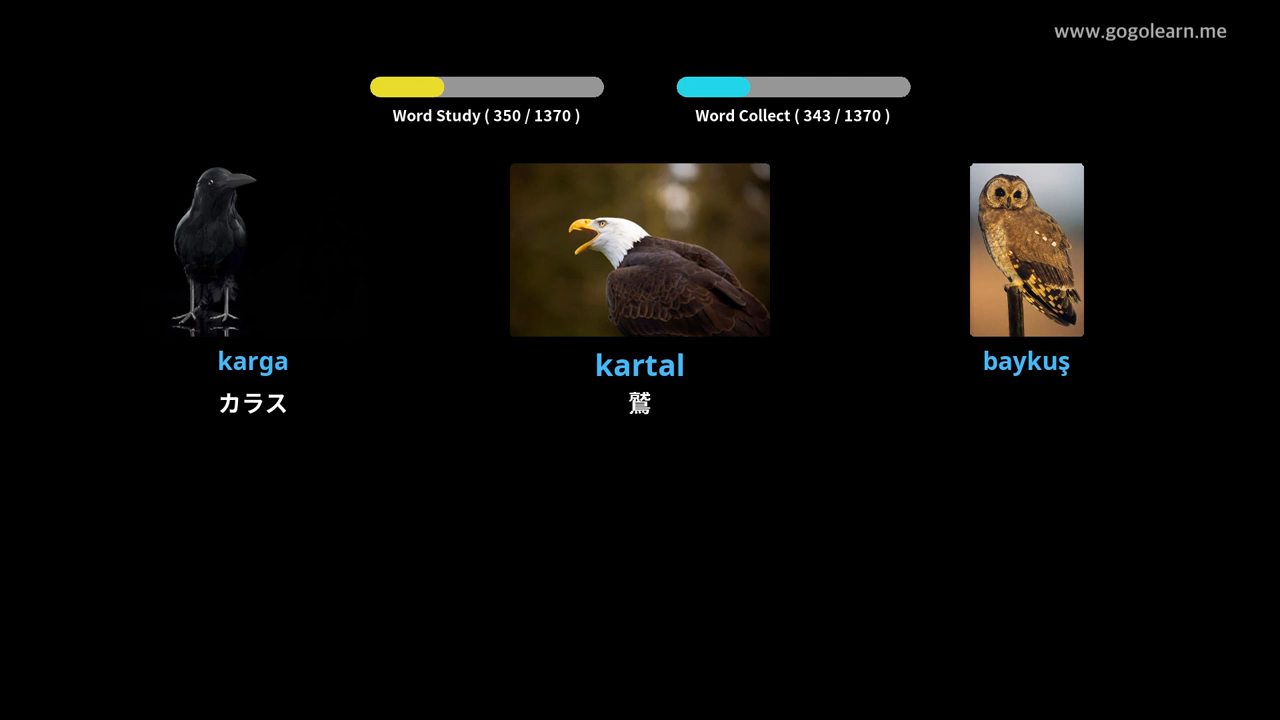 www.gogolearn.me
Word Study ( 350 / 1370 )
Word Collect ( 343 / 1370 )
karga
kartal
baykuş
カラス
鷲